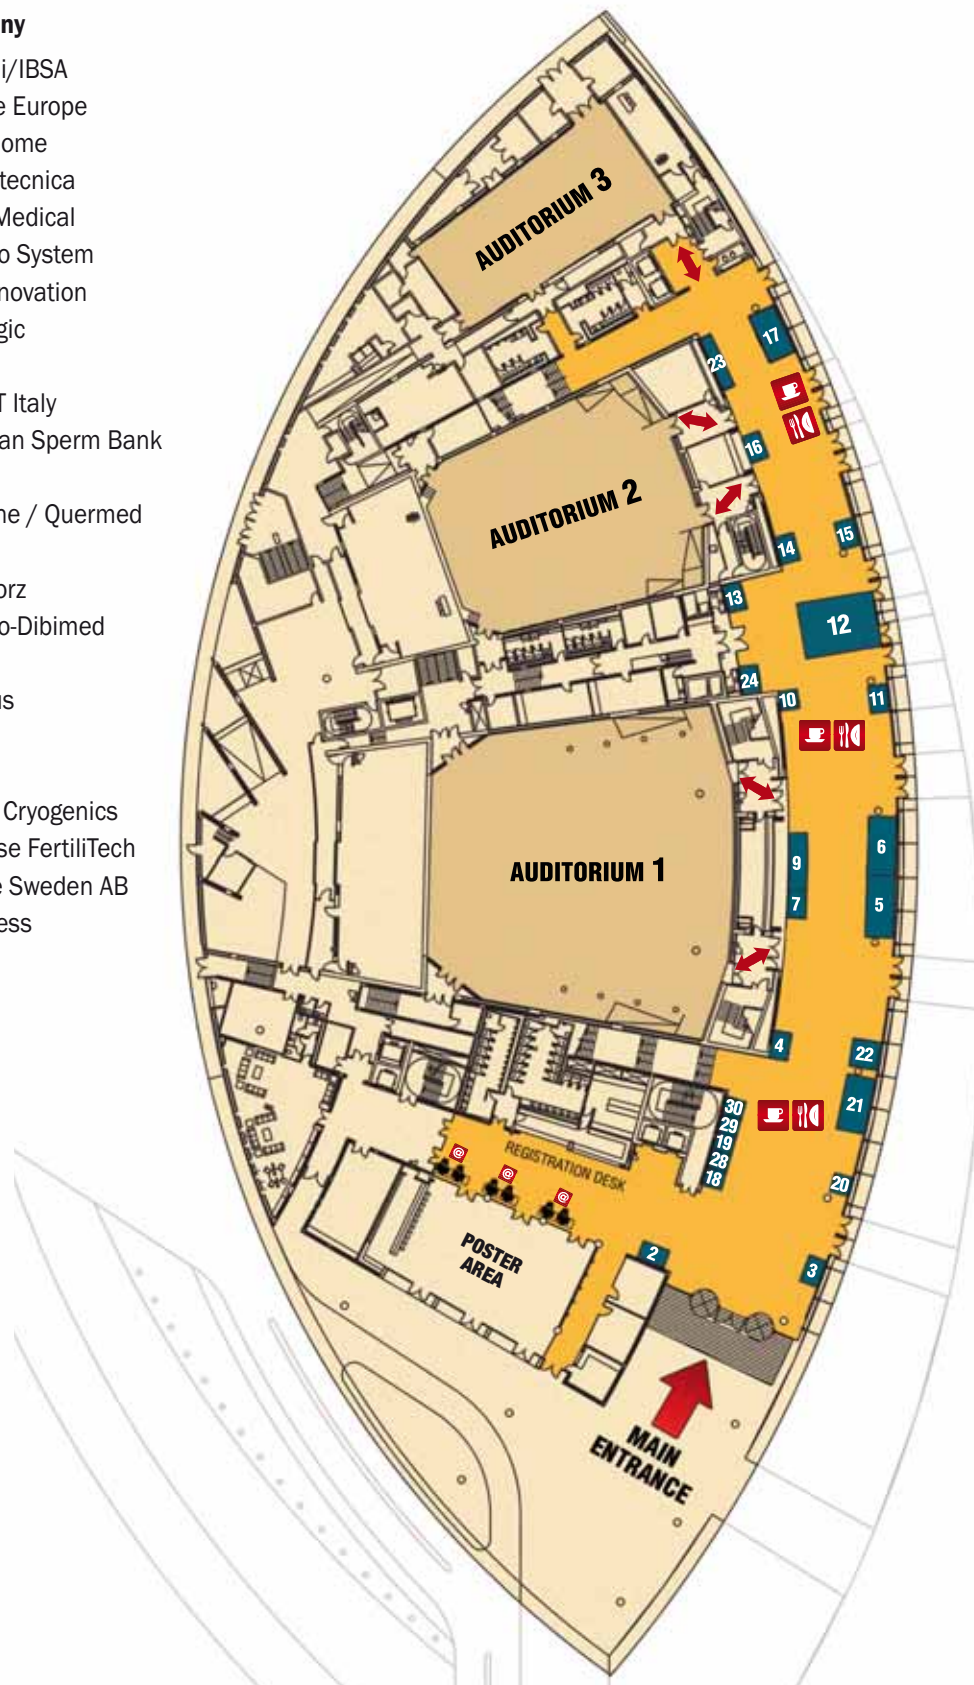 ny
i/IBSA
e Europe
ome
tecnica
Medical
o System
novation
gic
T Italy
an Sperm Bank
ne / Quermed
orz
o-Dibimed
us
Cryogenics
se FertiliTech
e Sweden AB
ess
AUDITORIUM 3
17
23
16
AUDITORIUM 2
15
14
13
12
24
10
11
AUDITORIUM 1
9
6
7
5
4
22
21
30
29
19
28
18
20
@
@
@
REGISTRATION DESK
POSTER
AREA
2
3
MAIN
ENTRANCE